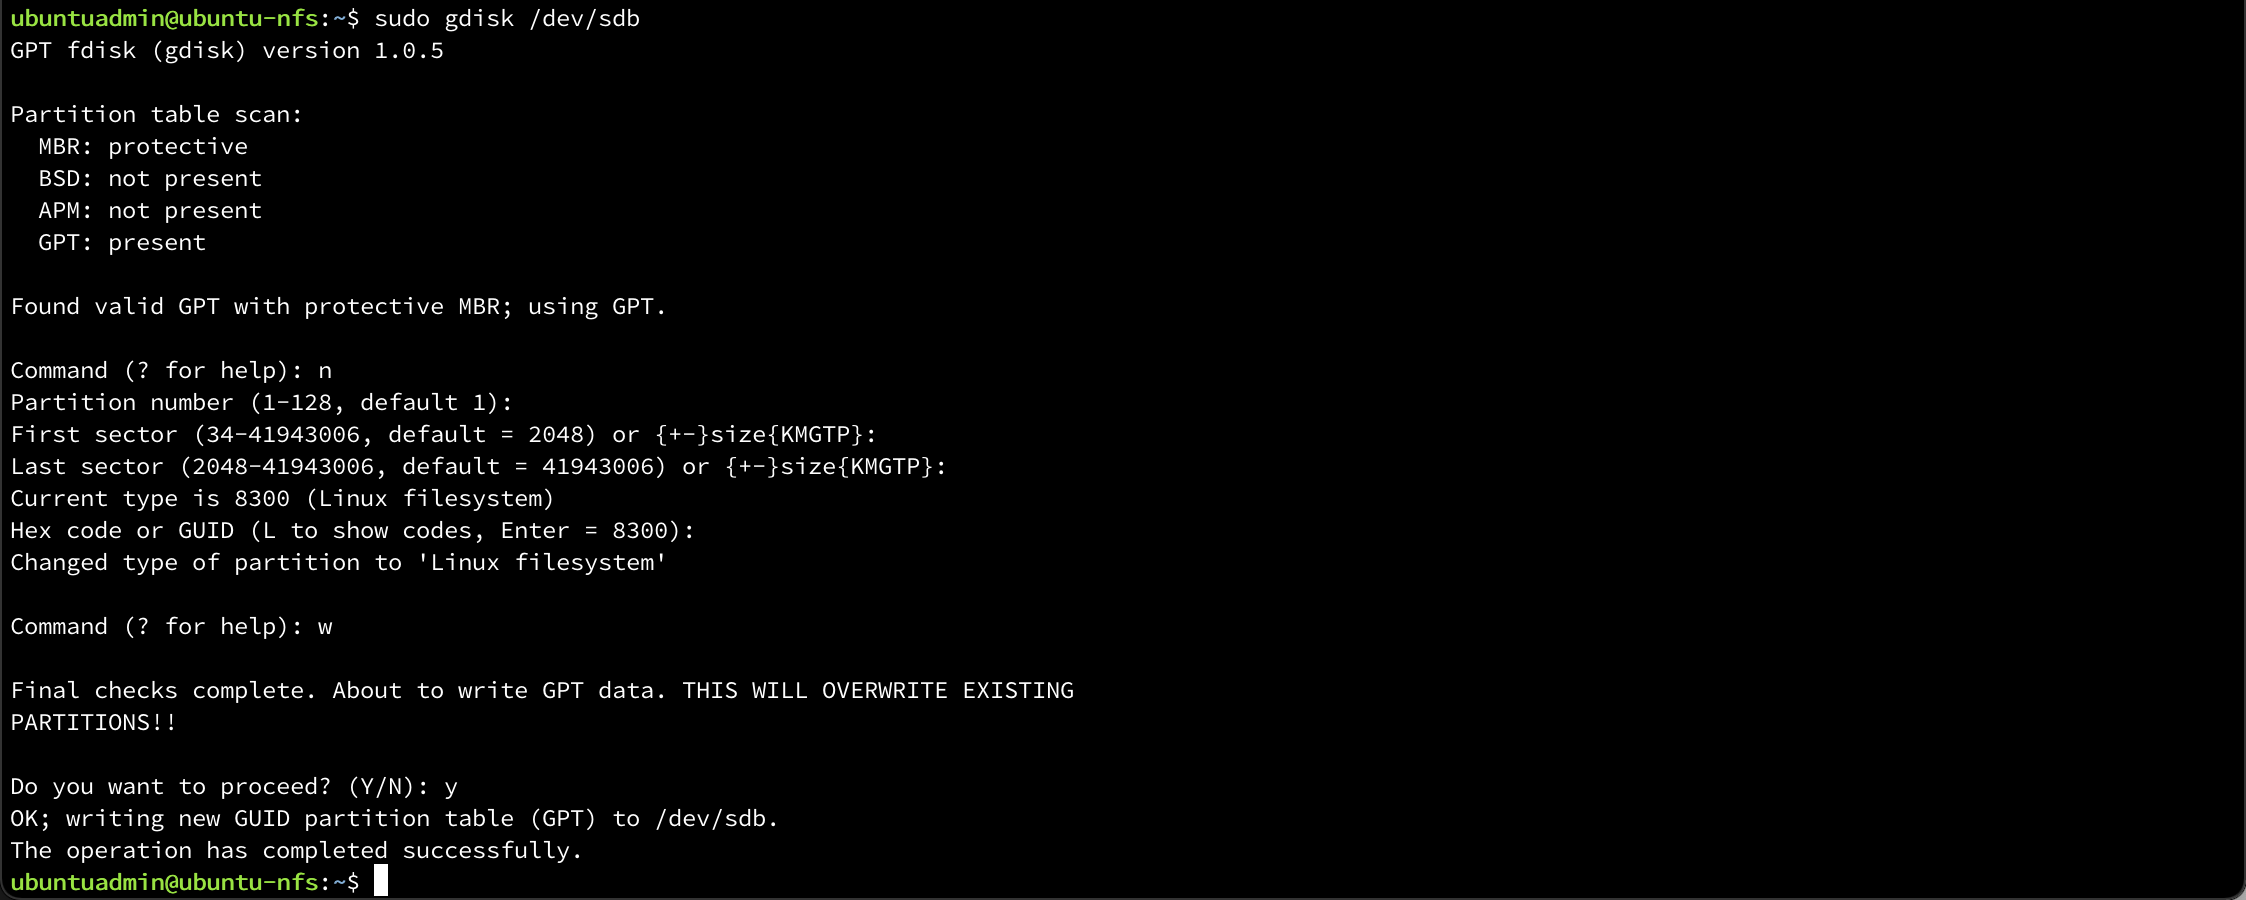 ubuntuadmin@ubuntu-nfs:~$ sudo gdisk /dev/sdb
GPT fdisk (gdisk) version 1.0.5
Partition table scan:
  MBR: protective
  BSD: not present
  APM: not present
  GPT: present
Found valid GPT with protective MBR; using GPT.
Command (? for help): n
Partition number (1-128, default 1):
First sector (34-41943006, default = 2048) or {+-}size{KMGTP}:
Last sector (2048-41943006, default = 41943006) or {+-}size{KMGTP}:
Current type is 8300 (Linux filesystem)
Hex code or GUID (L to show codes, Enter = 8300):
Changed type of partition to 'Linux filesystem'
Command (? for help): w
Final checks complete. About to write GPT data. THIS WILL OVERWRITE EXISTING
PARTITIONS!!
Do you want to proceed? (Y/N): y
OK; writing new GUID partition table (GPT) to /dev/sdb.
The operation has completed successfully.
ubuntuadmin@ubuntu-nfs:~$